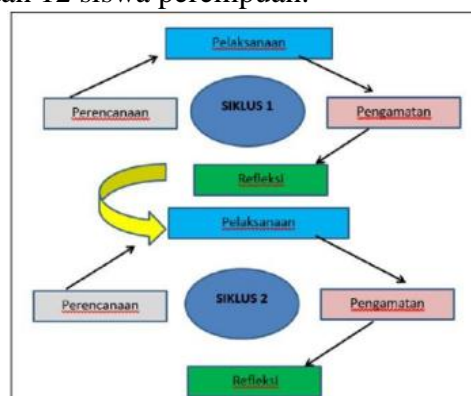 dan 12 siswa perempuan.
Pelaksanaan
Perencanaan
SIKLUS 1
Pengamatan
Refleksi
Pelaksanaan
Perencanaan
SIKLUS 2
Pengamatan
Refleksi